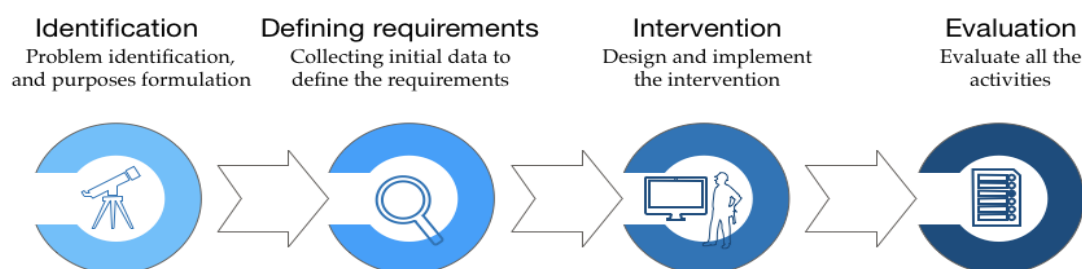 Identification
Problem identification,
and purposes formulation
Defining requirements
Collecting initial data to
define the requirements
Intervention
Design and implement
the intervention
Evaluation
Evaluate all the
activities